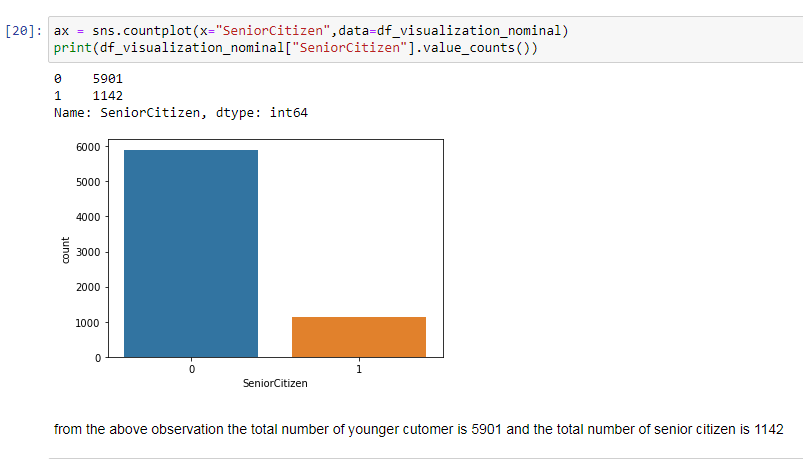 [20]: ax = sns.countplot(x="SeniorCitizen",data=df_visualization_nominal)
print(df_visualization_nominal["SeniorCitizen"].value_counts())
0    5901
1    1142
Name: SeniorCitizen, dtype: int64
6000
5000
4000
3000
2000
1000
0
count
0 1
SeniorCitizen
from the above observation the total number of younger cutomer is 5901 and the total number of senior citizen is 1142